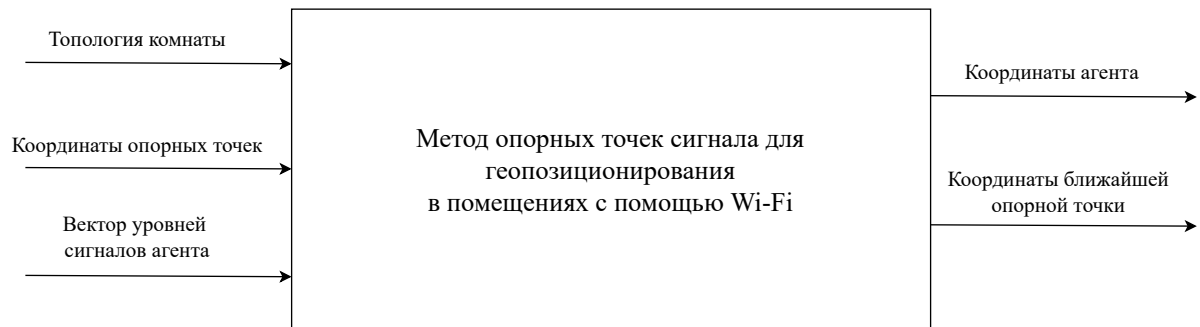 Топология комнаты
Координаты опорных точек
Вектор уровней
сигналов агента
Метод опорных точек сигнала для
геопозиционирования
в помещениях с помощью Wi-Fi
Координаты агента
Координаты ближайшей
опорной точки